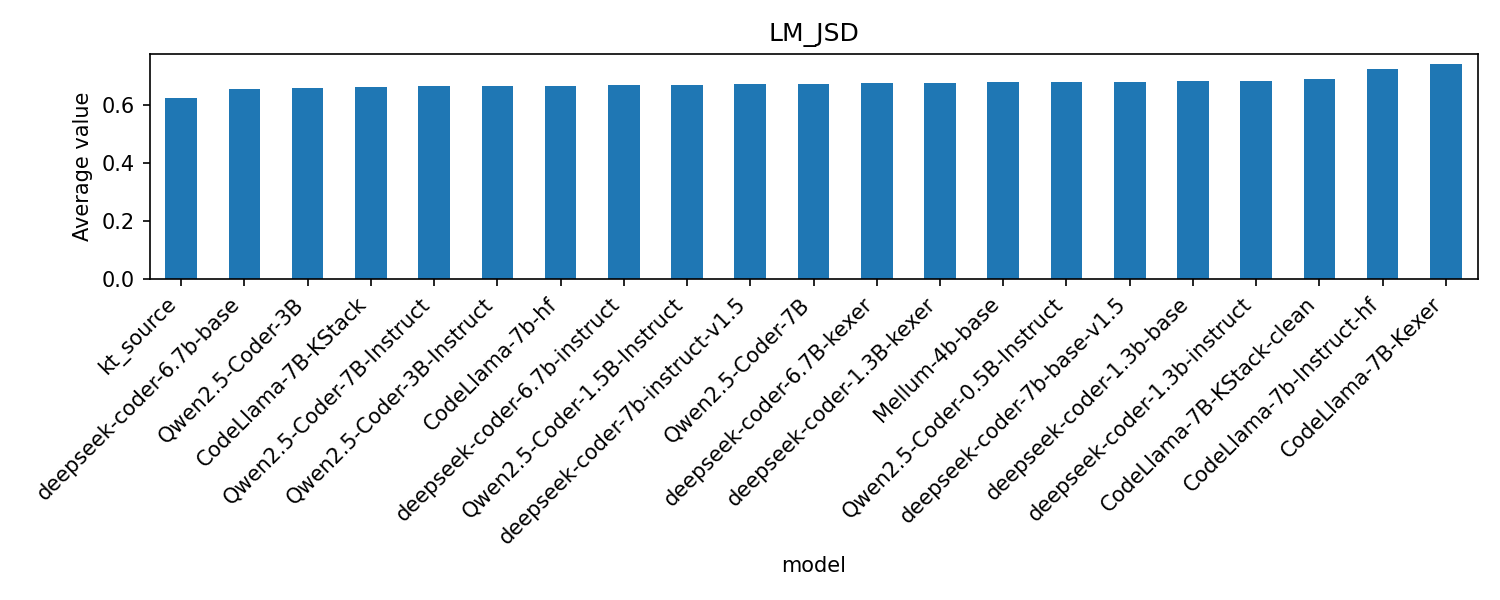 LM_JSD
Average value
0.6
0.4
0.2
0.0
kt_source
deepseek-coder-6.7b-base
Qwen2.5-Coder-3B
CodeLlama-7B-KStack
Qwen2.5-Coder-7B-Instruct
Qwen2.5-Coder-3B-Instruct
CodeLlama-7b-hf
deepseek-coder-6.7b-instruct
Qwen2.5-Coder-1.5B-Instruct
deepseek-coder-7b-instruct-v1.5
Qwen2.5-Coder-7B
deepseek-coder-6.7B-kexer
deepseek-coder-1.3B-kexer
Mellum-4b-base
Qwen2.5-Coder-0.5B-Instruct
deepseek-coder-7b-base-v1.5
deepseek-coder-1.3b-base
deepseek-coder-1.3b-instruct
CodeLlama-7B-KStack-clean
CodeLlama-7b-Instruct-hf
CodeLlama-7B-Kexer
model